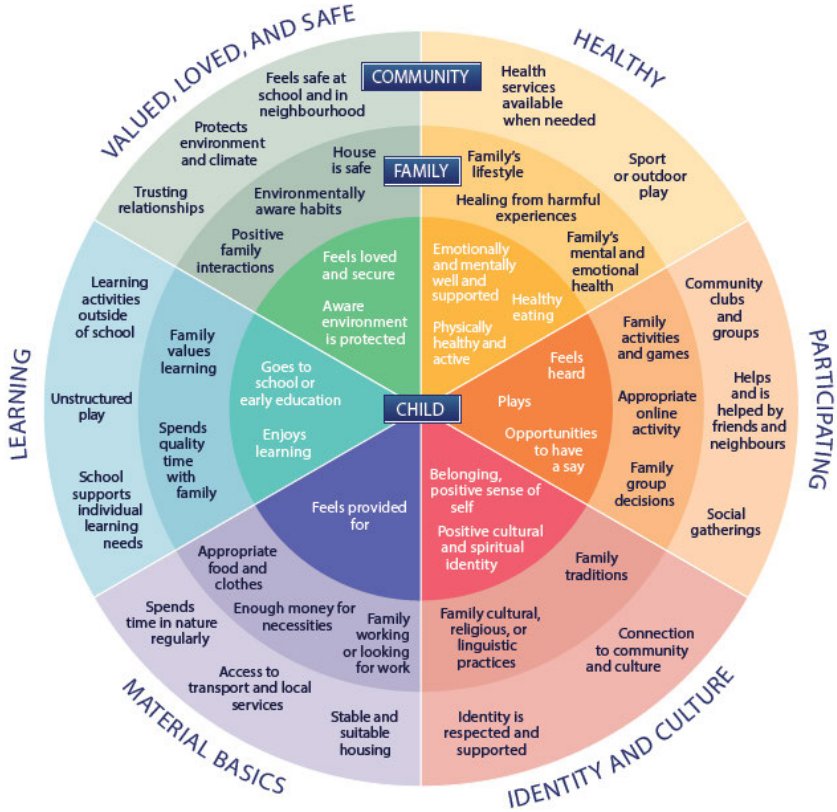 VALUED, LOVED, AND SAFE
COMMUNITY
Feels safe at
school and in
neighbourhood
Protects
environment
and climate
Trusting
relationships
FAMILY
House
is safe
Environmentally
aware habits
Positive
family
interactions
Feels loved
and secure
Aware
environment
is protected
HEALTHY
Health
services
available
when needed
Sport
or outdoor
play
Family's
lifestyle
Healing from harmful
experiences
Family's
mental and
emotional
health
Emotionally
and mentally
well and
supported
Healthy
eating
Physically
healthy and
active
PARTICIPATING
Community
clubs
and
groups
Helps
and is
helped by
friends and
neighbours
Social
gatherings
Family
activities
and games
Appropriate
online
activity
Family
group
decisions
Feels
heard
Plays
Opportunities
to have
a say
CHILD
LEARNING
Learning
activities
outside
of school
Unstructured
play
School
supports
individual
learning
needs
Family
values
learning
Spends
quality
time
with
family
Goes to
school or
early education
Enjoys
learning
MATERIAL BASICS
Feels provided
for
Appropriate
food and
clothes
Enough money for
necessities
Family
working
or looking
for work
Spends
time in nature
regularly
Access to
transport and local
services
Stable and
suitable
housing
IDENTITY AND CULTURE
Belonging,
positive sense of
self
Positive cultural
and spiritual
identity
Family
traditions
Family cultural,
religious, or
linguistic
practices
Connection
to community
and culture
Identity is
respected and
supported